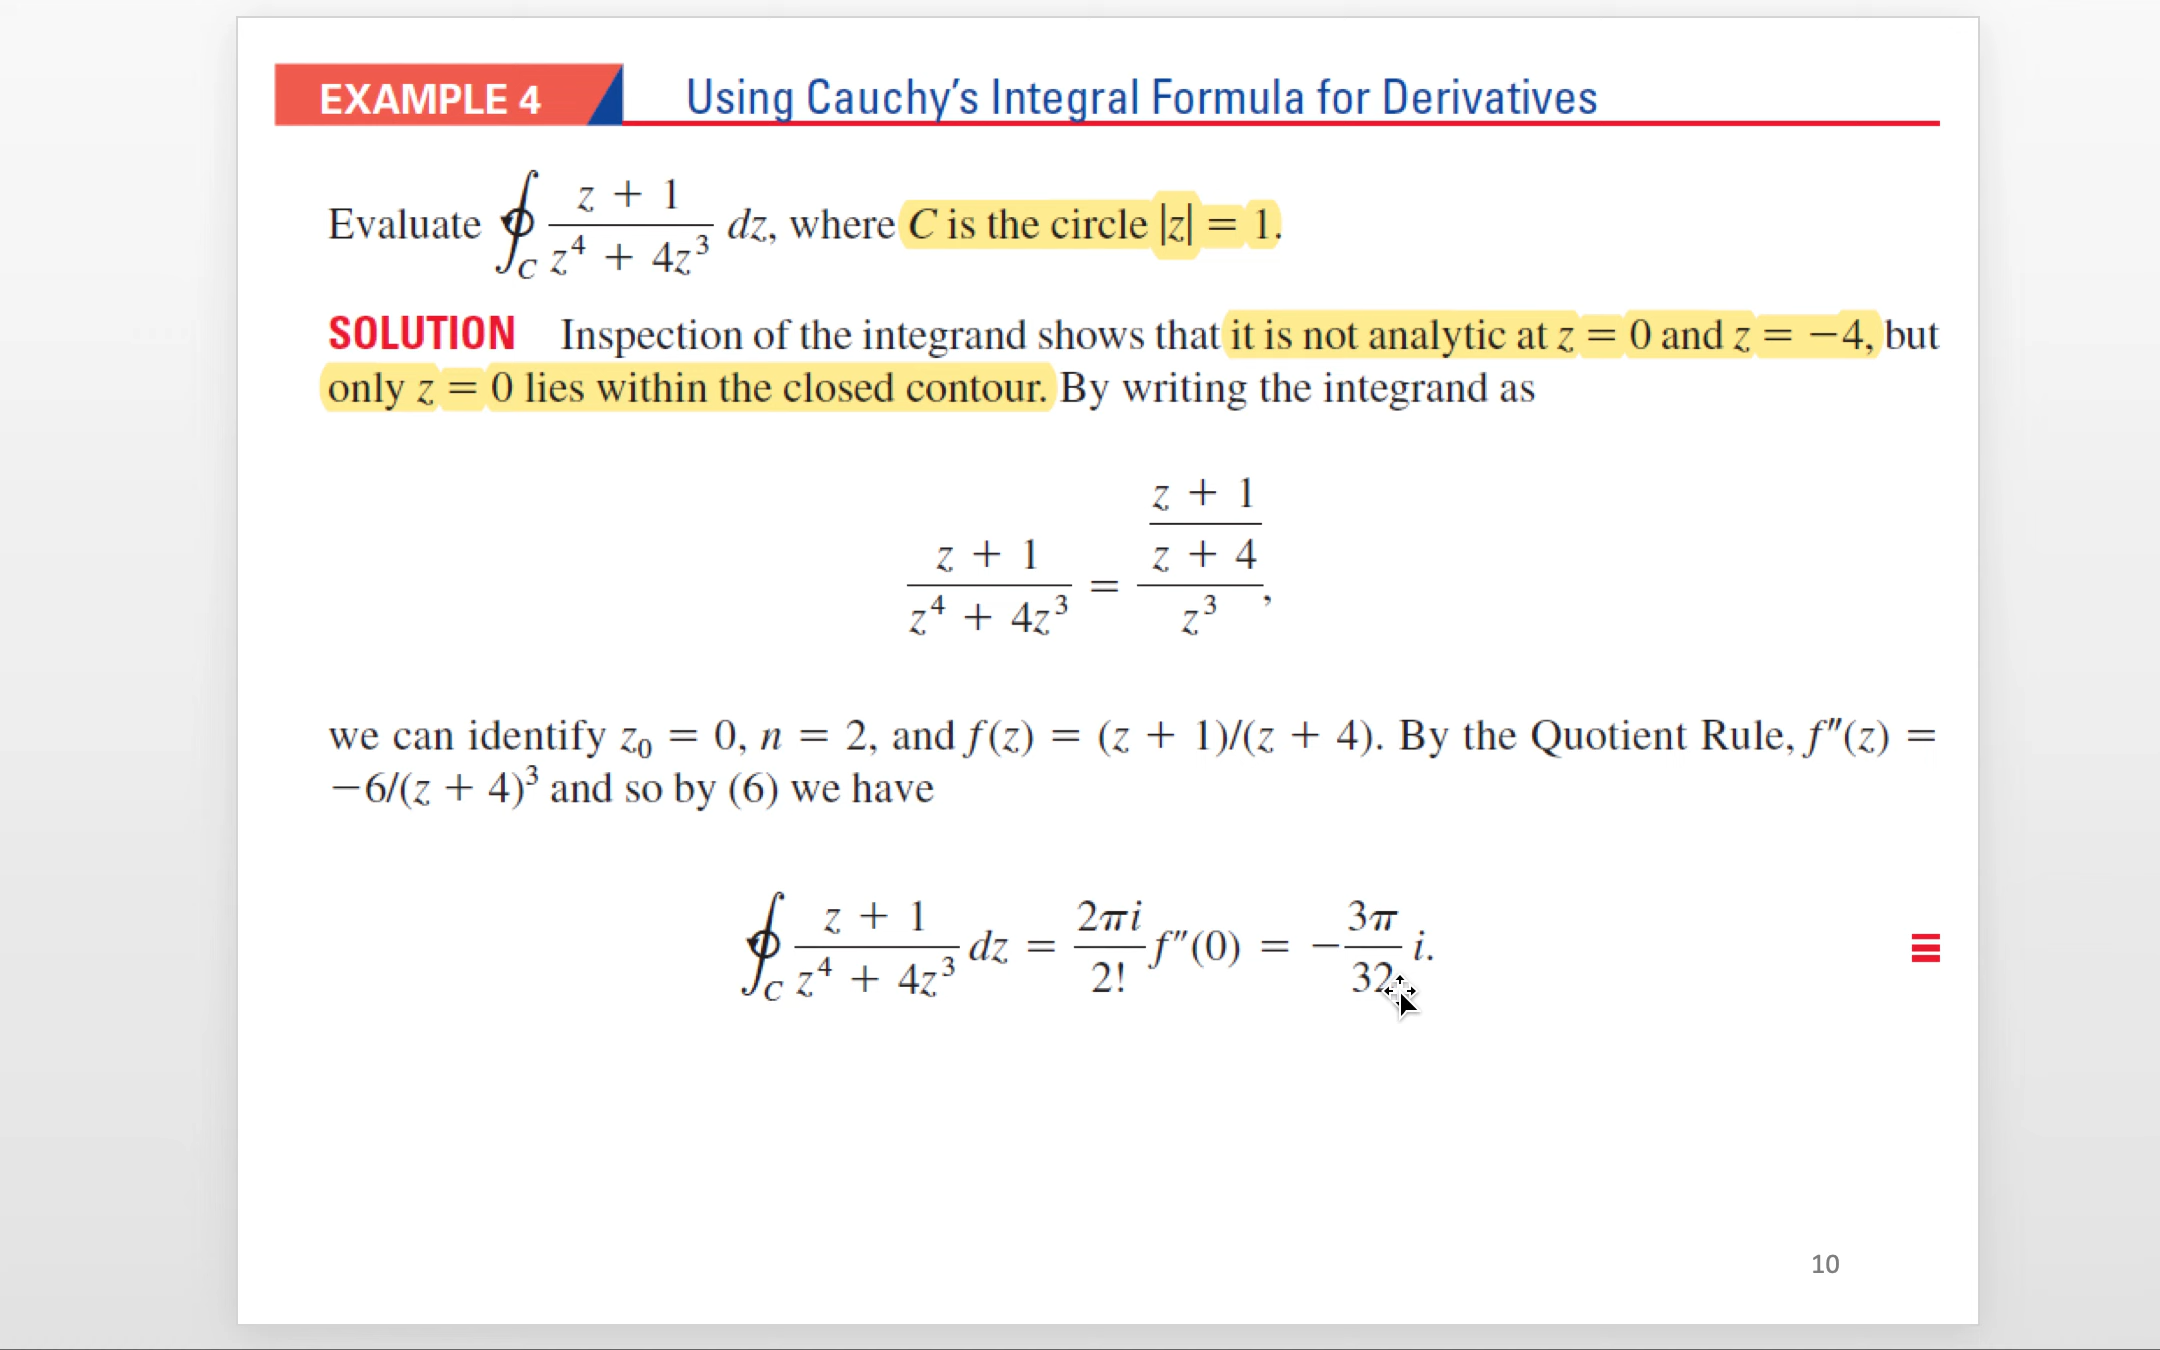 EXAMPLE 4 Using Cauchy's Integral Formula for Derivatives
Evaluate ∮_C (z + 1)/(z⁴ + 4z³) dz, where C is the circle |z| = 1.
SOLUTION Inspection of the integrand shows that it is not analytic at z = 0 and z = −4, but
only z = 0 lies within the closed contour. By writing the integrand as
(z + 1)/(z⁴ + 4z³) = ((z + 1)/(z + 4))/z³,
we can identify z₀ = 0, n = 2, and f(z) = (z + 1)/(z + 4). By the Quotient Rule, f″(z) =
−6/(z + 4)³ and so by (6) we have
∮_C (z + 1)/(z⁴ + 4z³) dz = (2πi/2!) f″(0) = −(3π/32) i.
10